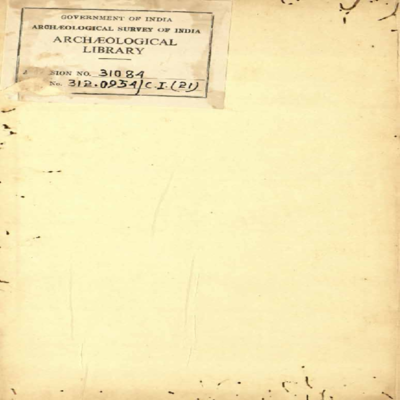 GOVERNMENT OF INDIA
ARCHÆOLOGICAL SURVEY OF INDIA
ARCHÆOLOGICAL
LIBRARY
SION NO. 31084
No. 312.0954/C.I.(21)